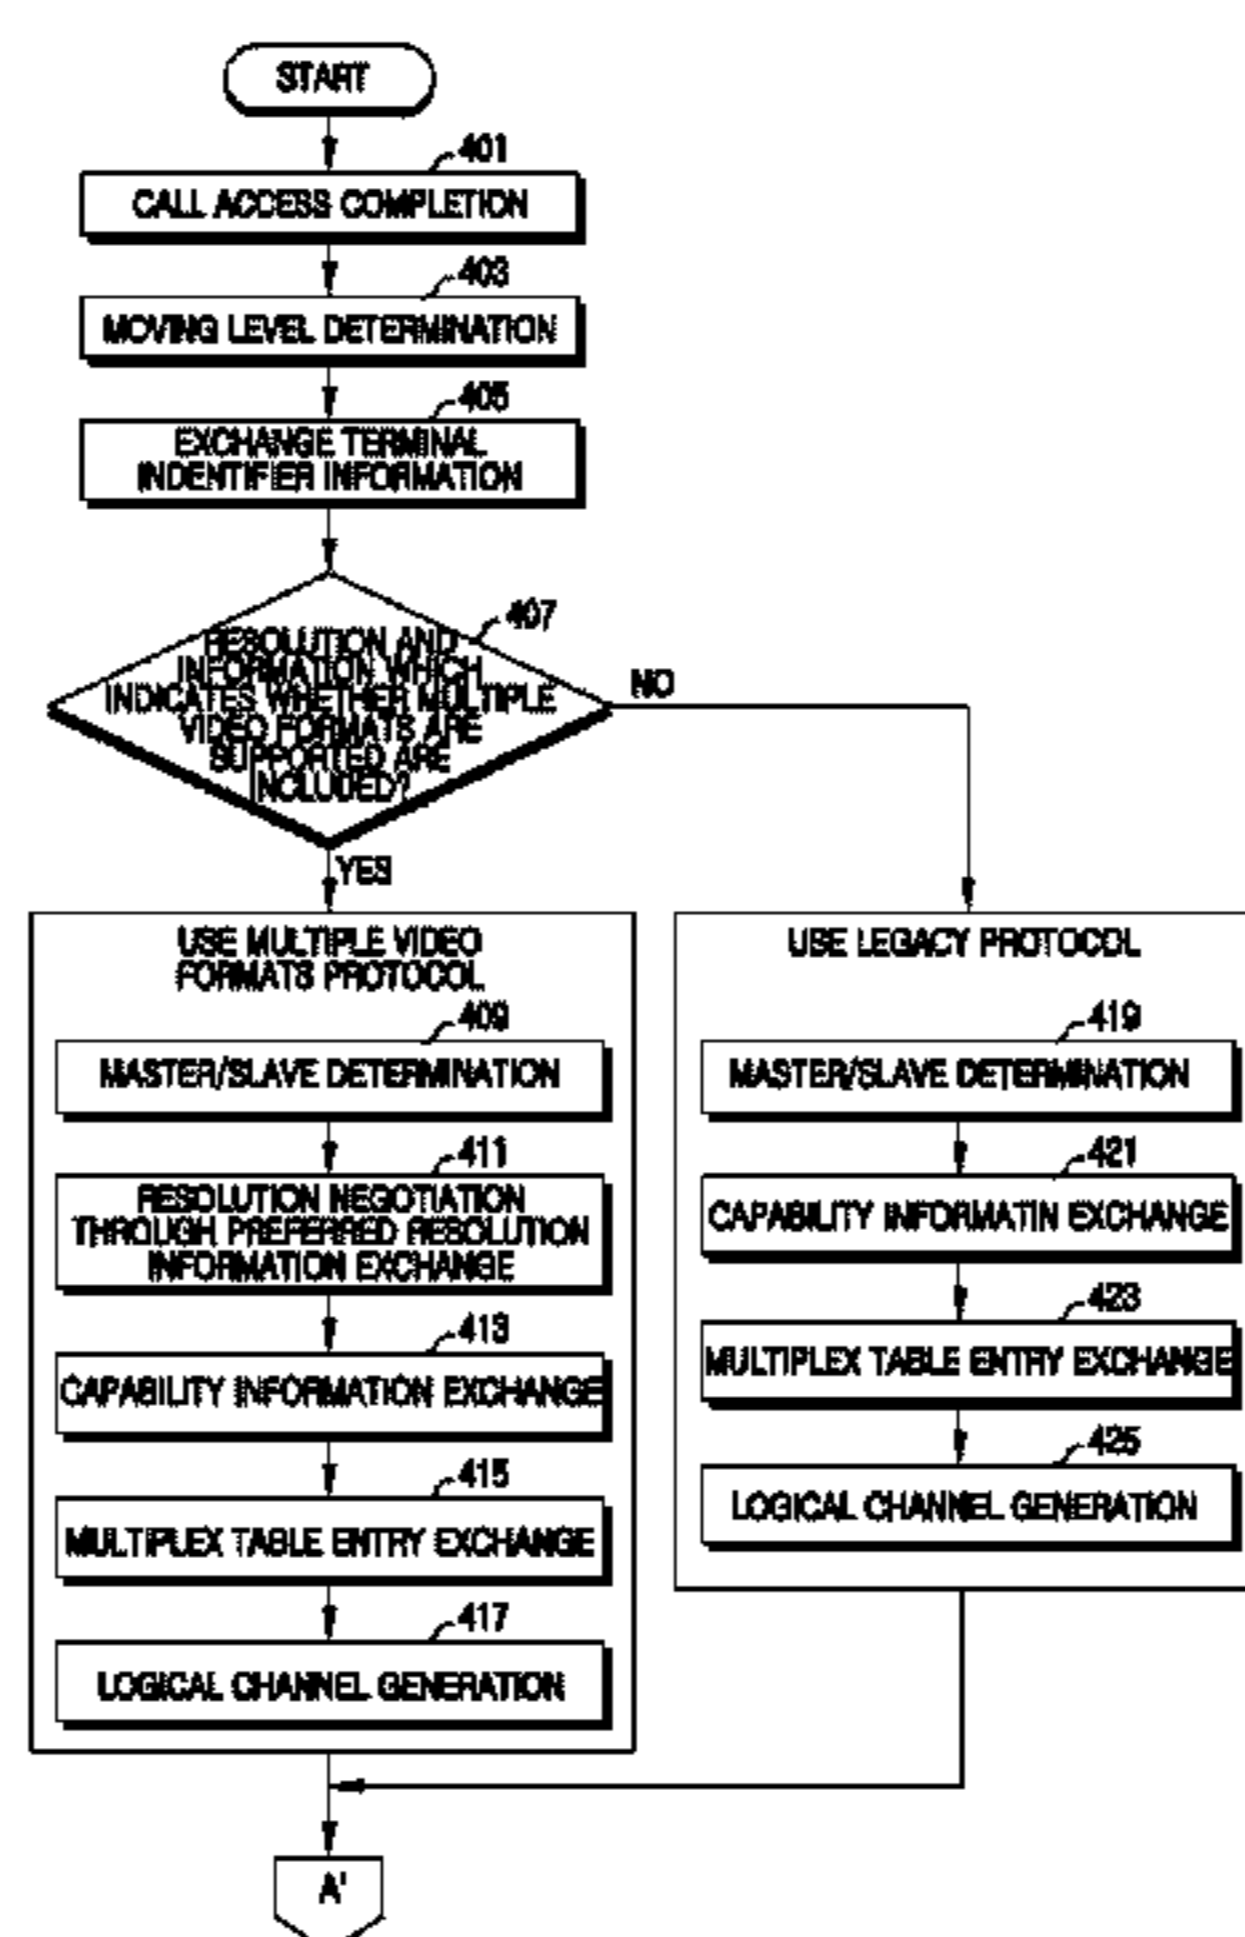 START
401
CALL ACCESS COMPLETION
403
MOVING LEVEL DETERMINATION
405
EXCHANGE TERMINAL
INDENTIFIER INFORMATION
407
RESOLUTION AND
INFORMATION WHICH
INDICATES WHETHER MULTIPLE
VIDEO FORMATS ARE
SUPPORTED ARE
INCLUDED?
NO
YES
USE MULTIPLE VIDEO
FORMATS PROTOCOL
409
MASTER/SLAVE DETERMINATION
411
RESOLUTION NEGOTIATION
THROUGH PREFERRED RESOLUTION
INFORMATION EXCHANGE
413
CAPABILITY INFORMATION EXCHANGE
415
MULTIPLEX TABLE ENTRY EXCHANGE
417
LOGICAL CHANNEL GENERATION
USE LEGACY PROTOCOL
419
MASTER/SLAVE DETERMINATION
421
CAPABILITY INFORMATIN EXCHANGE
423
MULTIPLEX TABLE ENTRY EXCHANGE
425
LOGICAL CHANNEL GENERATION
A'